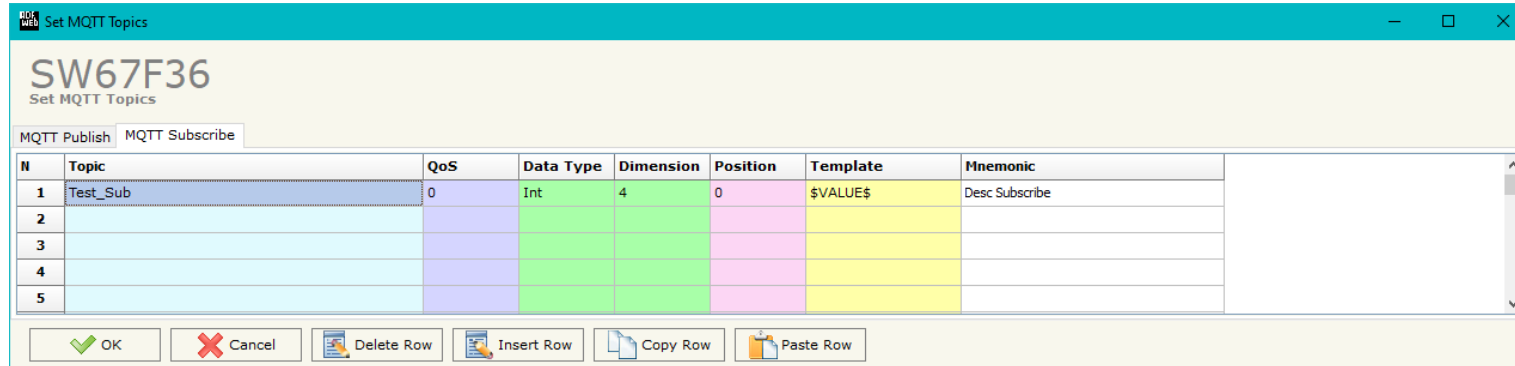 ADF WEB Set MQTT Topics
SW67F36
Set MQTT Topics
MQTT Publish MQTT Subscribe
N Topic QoS Data Type Dimension Position Template Mnemonic
1 Test_Sub 0 Int 4 0 $VALUE$ Desc Subscribe
2
3
4
5
OK Cancel Delete Row Insert Row Copy Row Paste Row